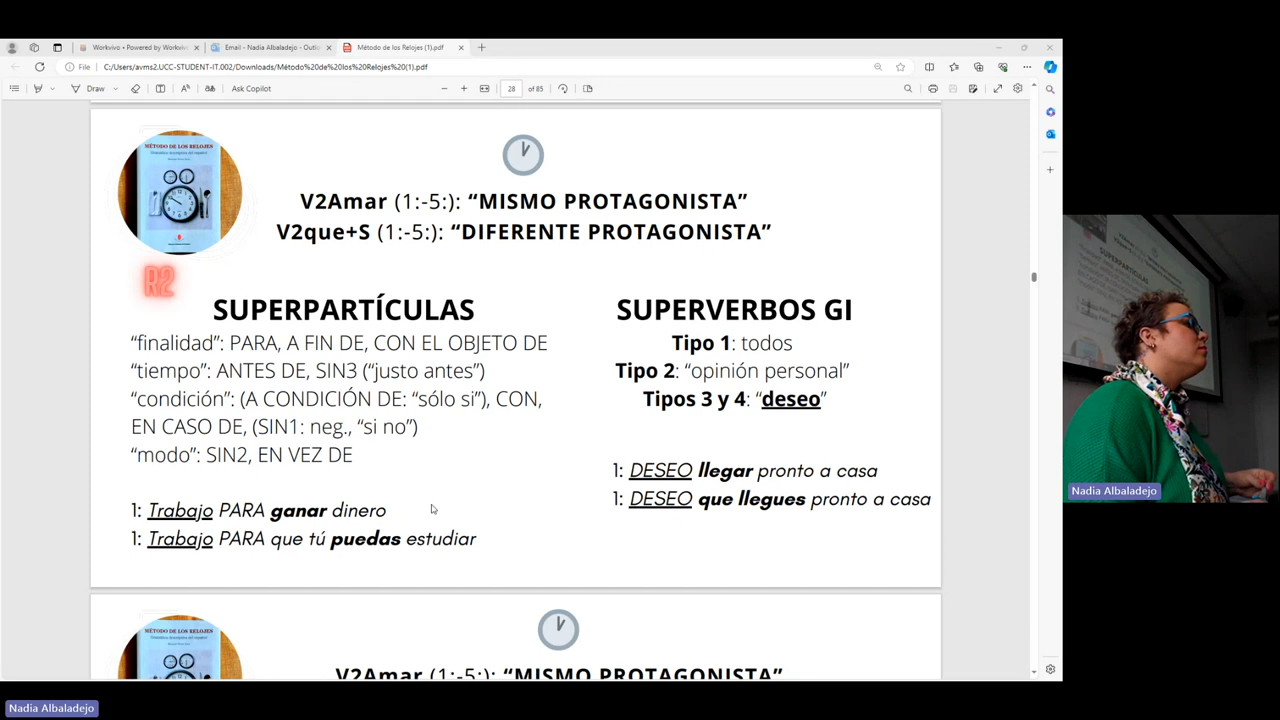 Workvivo • Powered by Workviv
Email - Nadia Albaladejo - Outlo
Método de los Relojes (1).pdf
File
C:/Users/avms2.UCC-STUDENT-IT.002/Downloads/Método%20de%20los%20Relojes%20(1).pdf
Draw
Ask Copilot
28 of 85
MÉTODO DE LOS RELOJES
V2Amar (1:-5:): “MISMO PROTAGONISTA”
V2que+S (1:-5:): “DIFERENTE PROTAGONISTA”
R2
SUPERPARTÍCULAS
“finalidad”: PARA, A FIN DE, CON EL OBJETO DE
“tiempo”: ANTES DE, SIN3 (“justo antes”)
“condición”: (A CONDICIÓN DE: “sólo si”), CON,
EN CASO DE, (SIN1: neg., “si no”)
“modo”: SIN2, EN VEZ DE
1: Trabajo PARA ganar dinero
1: Trabajo PARA que tú puedas estudiar
SUPERVERBOS GI
Tipo 1: todos
Tipo 2: “opinión personal”
Tipos 3 y 4: “deseo”
1: DESEO llegar pronto a casa
1: DESEO que llegues pronto a casa
MÉTODO DE LOS RELOJES
V2Amar (1:-5:): “MISMO PROTAGONISTA”
Nadia Albaladejo
Nadia Albaladejo